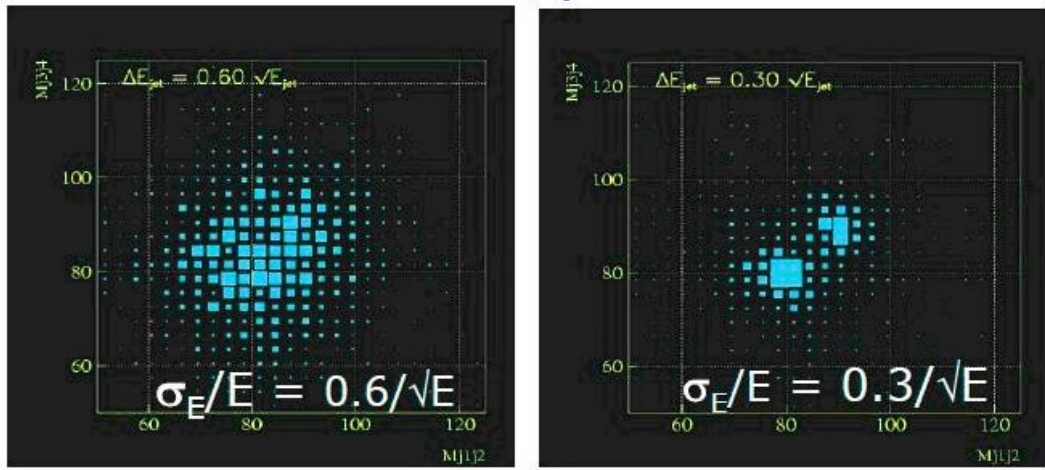 ΔE_jet = 0.60 √E_jet
Mj3j4
120
100
80
60
σ_E/E = 0.6/√E
60 80 100 120
Mj1j2
ΔE_jet = 0.30 √E_jet
Mj3j4
120
100
80
60
σ_E/E = 0.3/√E
60 80 100 120
Mj1j2